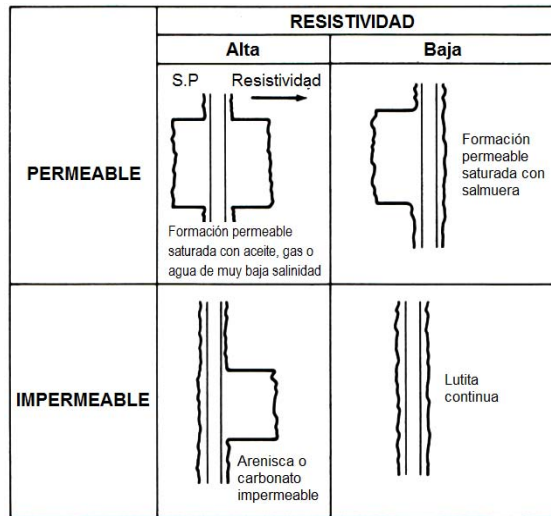 RESISTIVIDAD
Alta
Baja
PERMEABLE
S.P
Resistividad
Formación permeable
saturada con aceite, gas o
agua de muy baja salinidad
Formación
permeable
saturada con
salmuera
IMPERMEABLE
Arenisca o
carbonato
impermeable
Lutita
continua